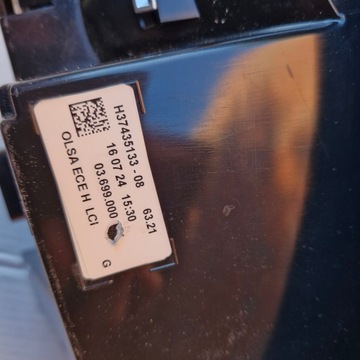 H37435133 - 08 63.21
16 07 24 15:30
03.699.000
OLSA ECE H LCI G